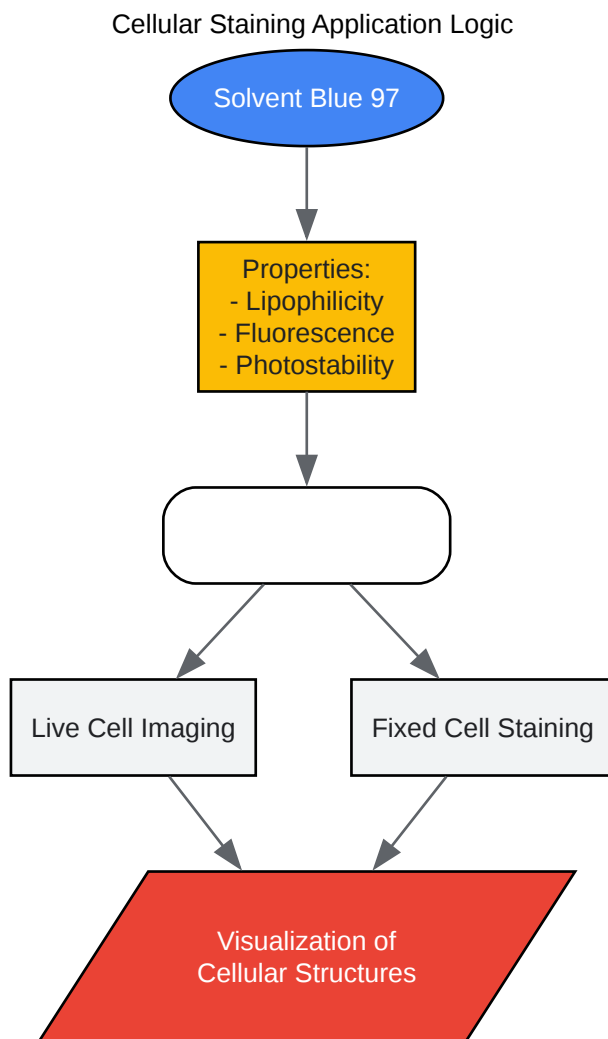 Cellular Staining Application Logic
Solvent Blue 97
Properties:
- Lipophilicity
- Fluorescence
- Photostability
Live Cell Imaging
Fixed Cell Staining
Visualization of
Cellular Structures